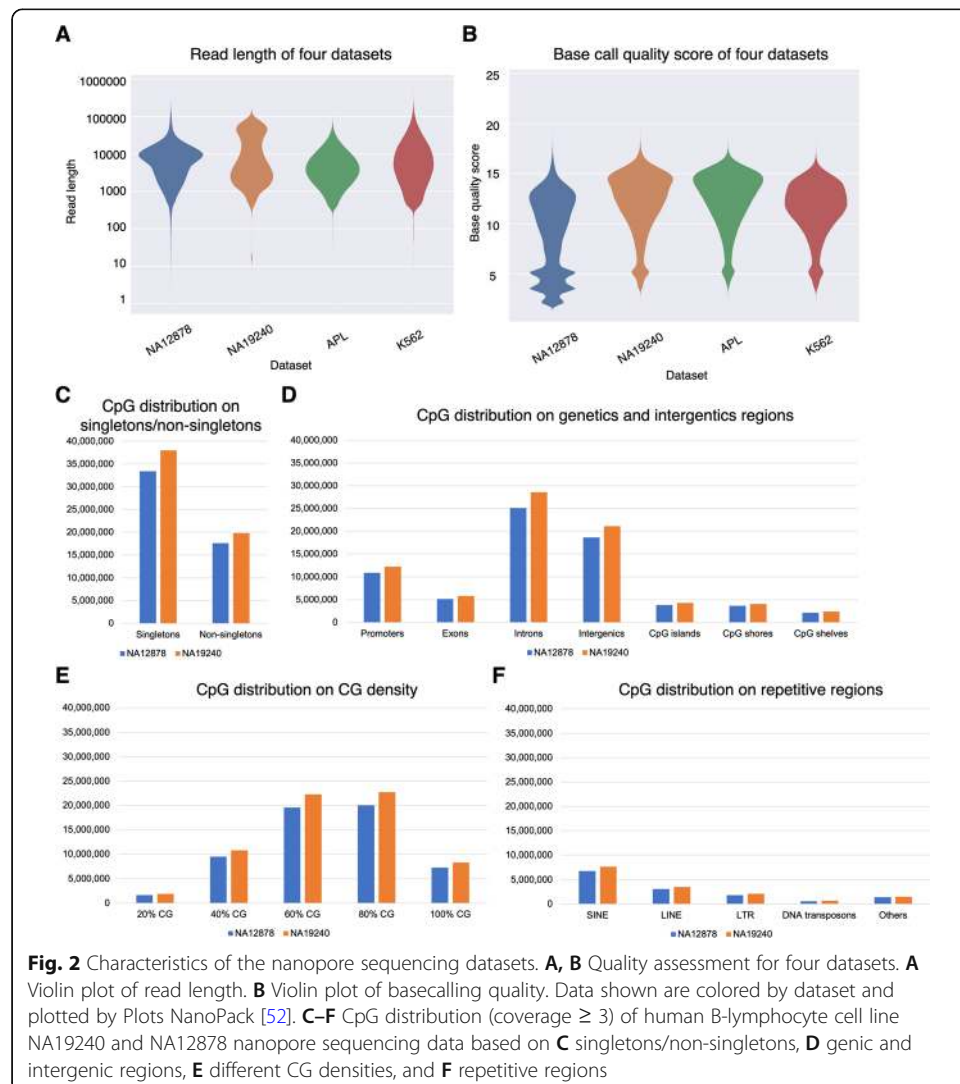 A
Read length of four datasets
1000000
100000
10000
1000
100
10
1
Read length
NA12878
NA19240
APL
K562
Dataset
B
Base call quality score of four datasets
25
20
15
10
5
Base quality score
NA12878
NA19240
APL
K562
Dataset
C
CpG distribution on
singletons/non-singletons
40,000,000
35,000,000
30,000,000
25,000,000
20,000,000
15,000,000
10,000,000
5,000,000
0
Singletons Non-singletons
NA12878 NA19240
D
CpG distribution on genetics and intergentics regions
40,000,000
35,000,000
30,000,000
25,000,000
20,000,000
15,000,000
10,000,000
5,000,000
0
Promoters Exons Introns Intergenics CpG islands CpG shores CpG shelves
NA12878 NA19240
E
CpG distribution on CG density
40,000,000
35,000,000
30,000,000
25,000,000
20,000,000
15,000,000
10,000,000
5,000,000
0
20% CG 40% CG 60% CG 80% CG 100% CG
NA12878 NA19240
F
CpG distribution on repetitive regions
40,000,000
35,000,000
30,000,000
25,000,000
20,000,000
15,000,000
10,000,000
5,000,000
0
SINE LINE LTR DNA transposons Others
NA12878 NA19240
Fig. 2 Characteristics of the nanopore sequencing datasets. A, B Quality assessment for four datasets. A
Violin plot of read length. B Violin plot of basecalling quality. Data shown are colored by dataset and
plotted by Plots NanoPack [52]. C–F CpG distribution (coverage ≥ 3) of human B-lymphocyte cell line
NA19240 and NA12878 nanopore sequencing data based on C singletons/non-singletons, D genic and
intergenic regions, E different CG densities, and F repetitive regions